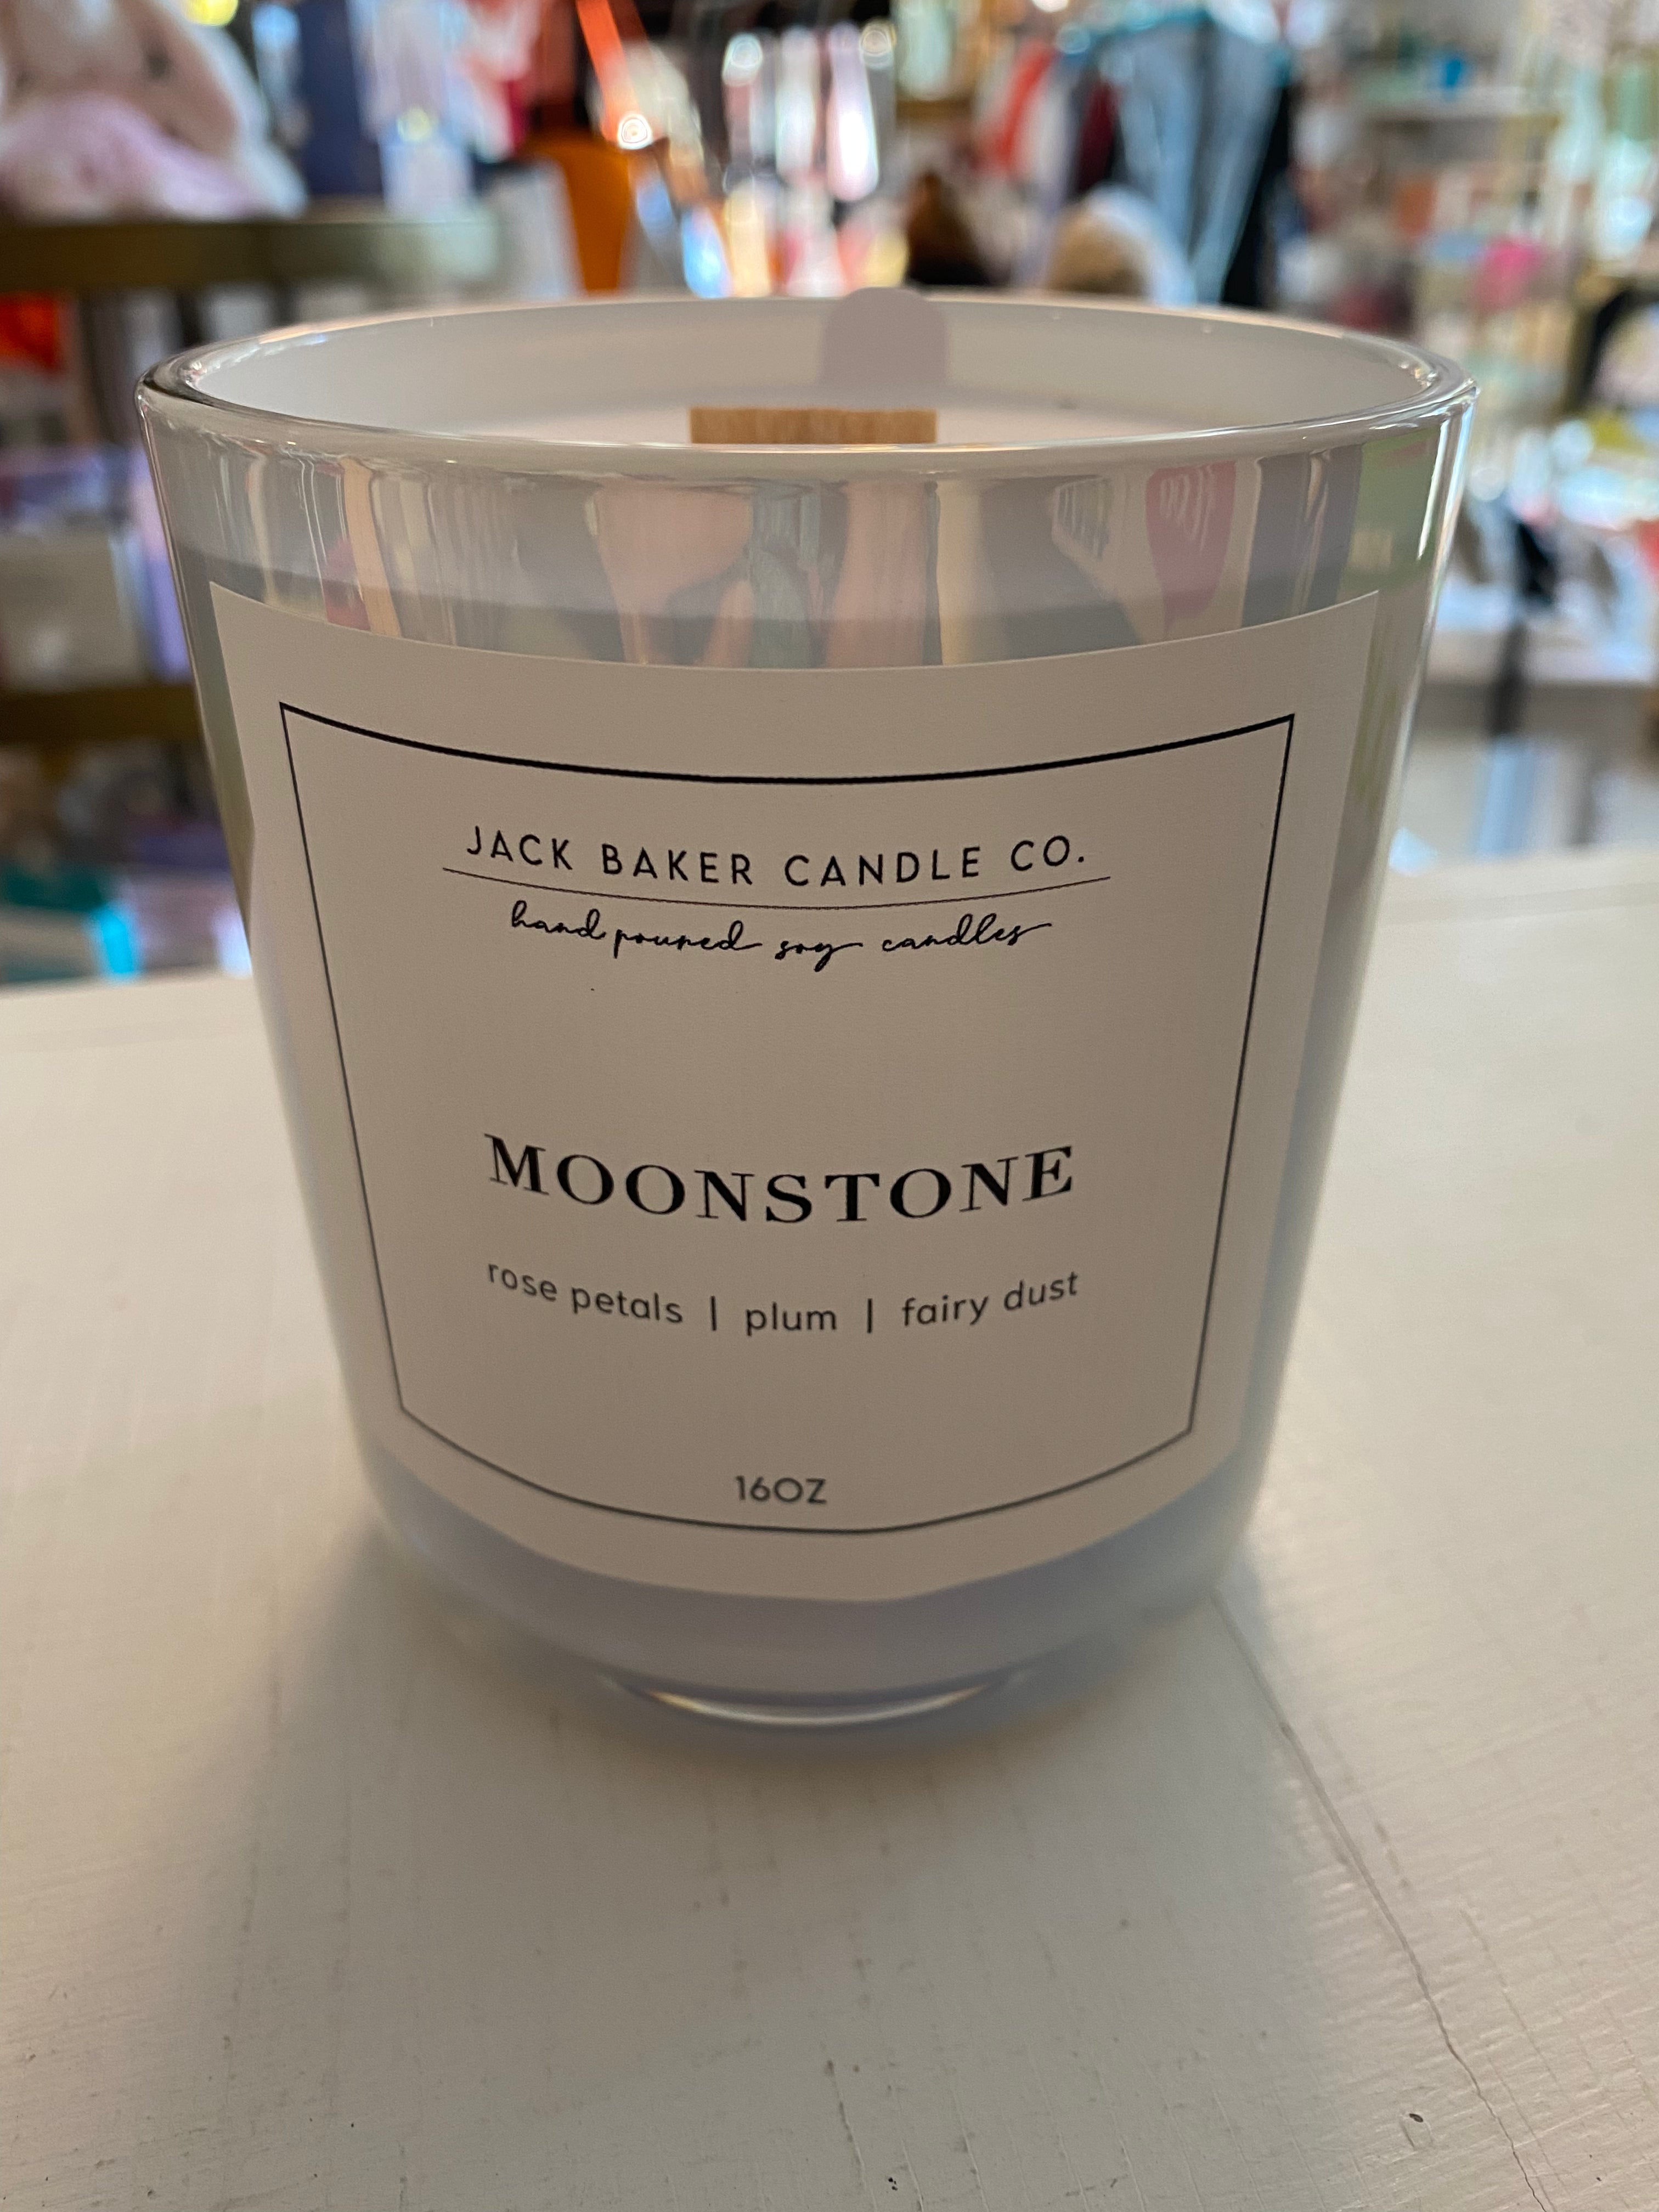 JACK BAKER CANDLE CO.
hand poured soy candles
MOONSTONE
rose petals | plum | fairy dust
16OZ